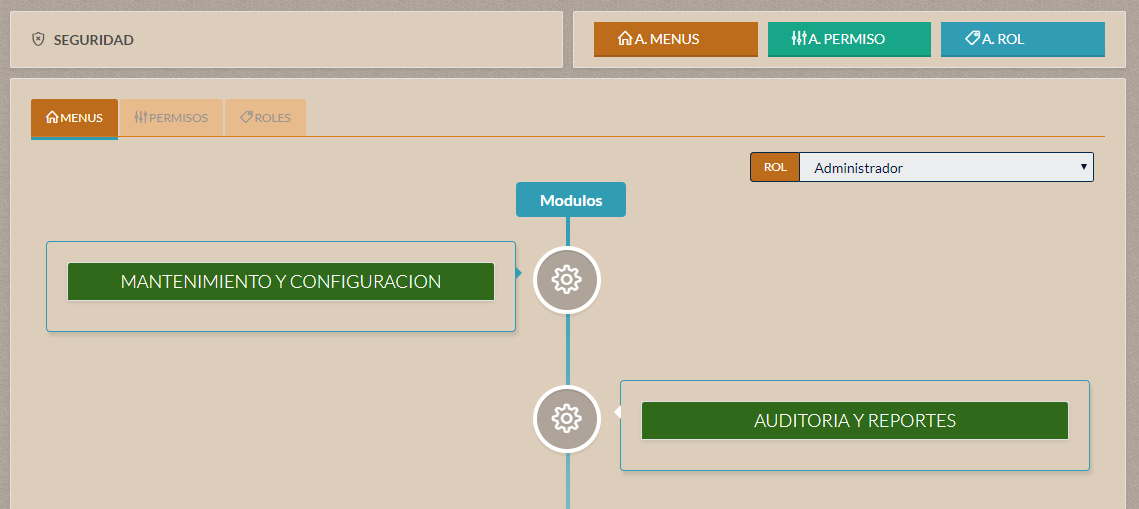 SEGURIDAD
A. MENUS
A. PERMISO
A. ROL
MENUS
PERMISOS
ROLES
ROL
Administrador
Modulos
MANTENIMIENTO Y CONFIGURACION
AUDITORIA Y REPORTES